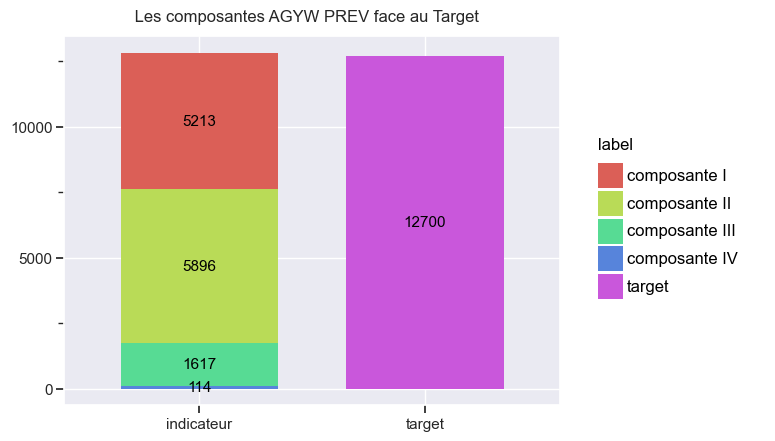 Les composantes AGYW PREV face au Target
10000
5000
0
5213
5896
1617
114
12700
indicateur
target
label
composante I
composante II
composante III
composante IV
target